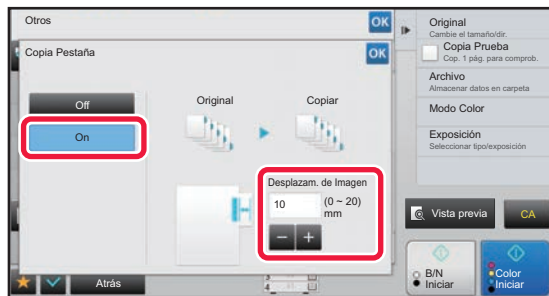 Otros
OK
Copia Pestaña
OK
Off
On
Original
Copiar
Desplazam. de Imagen
10
(0 ~ 20)
mm
Atrás
Original
Cambie el tamaño/dir.
Copia Prueba
Cop. 1 pág. para comprob.
Archivo
Almacenar datos en carpeta
Modo Color
Exposición
Seleccionar tipo/exposición
Vista previa
CA
B/N
Iniciar
Color
Iniciar